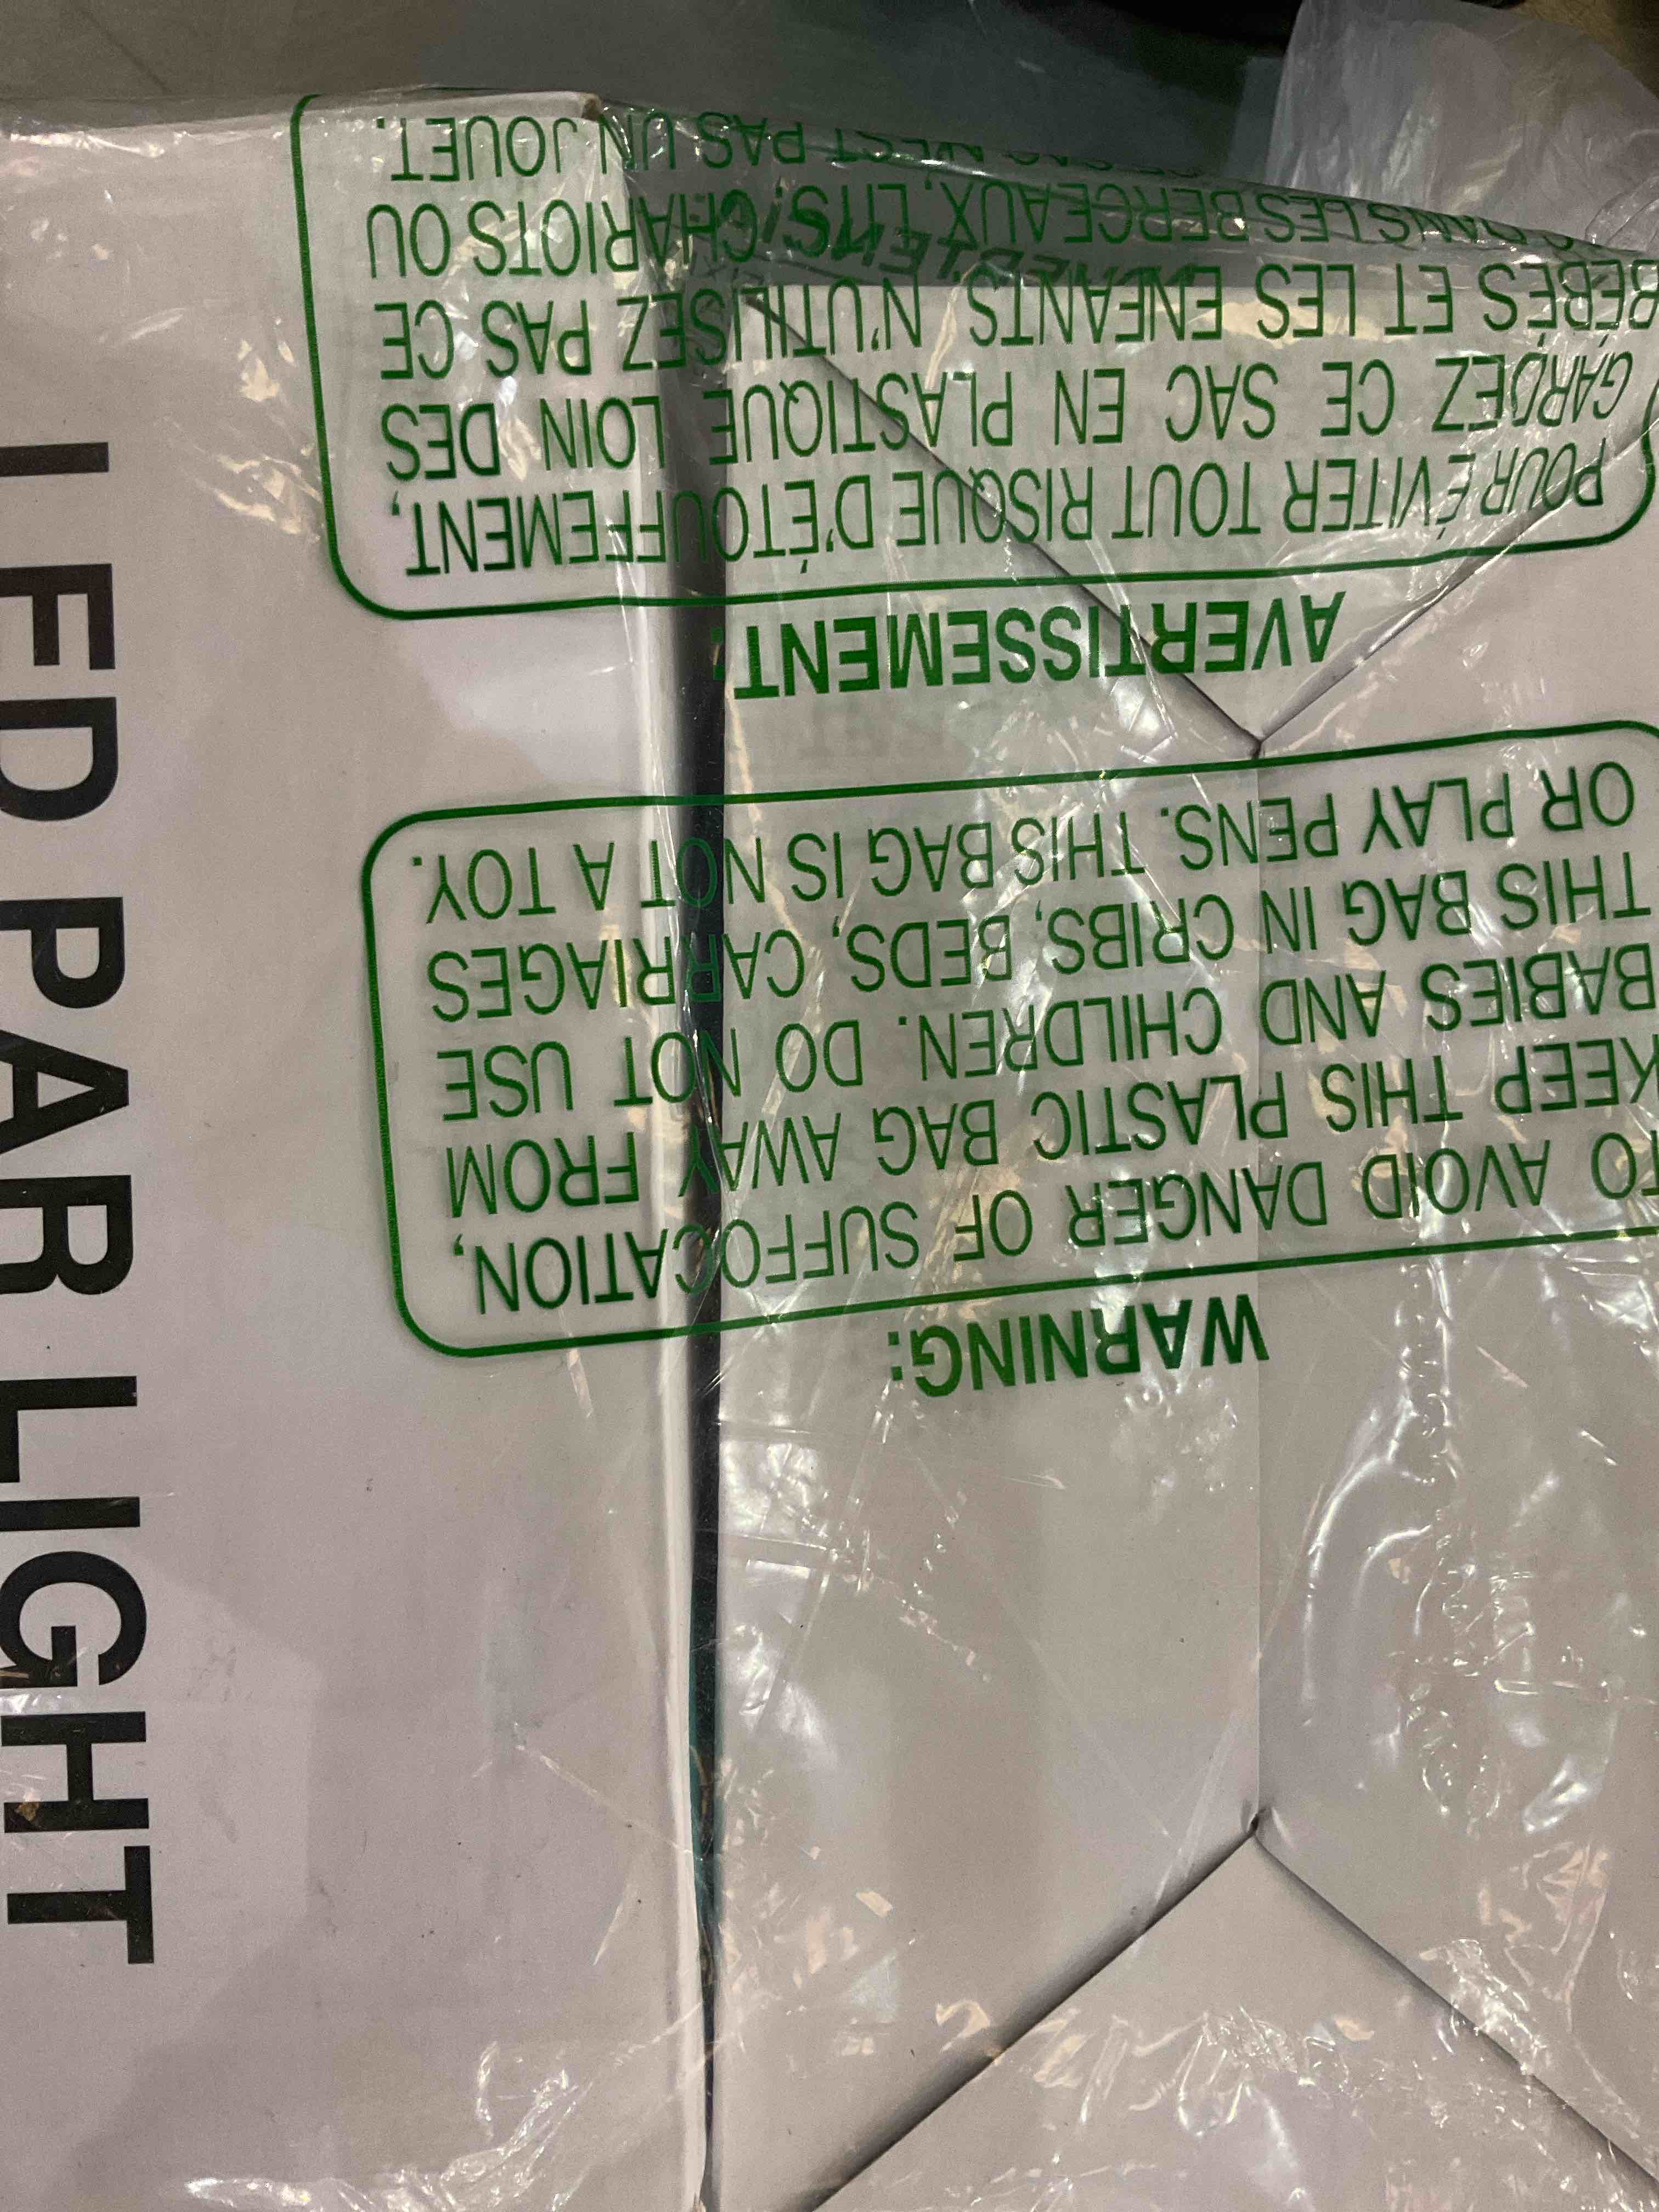 WARNING:
TO AVOID DANGER OF SUFFOCATION,
KEEP THIS PLASTIC BAG AWAY FROM
BABIES AND CHILDREN. DO NOT USE
THIS BAG IN CRIBS, BEDS, CARRIAGES
OR PLAY PENS. THIS BAG IS NOT A TOY.
AVERTISSEMENT:
POUR ÉVITER TOUT RISQUE D'ÉTOUFFEMENT,
GARDEZ CE SAC EN PLASTIQUE LOIN DES
BÉBÉS ET LES ENFANTS. N'UTILISEZ PAS CE
DANS LES BERCEAUX, LITS, CHARIOTS OU
N'EST PAS UN JOUET.
LED PAR LIGHT